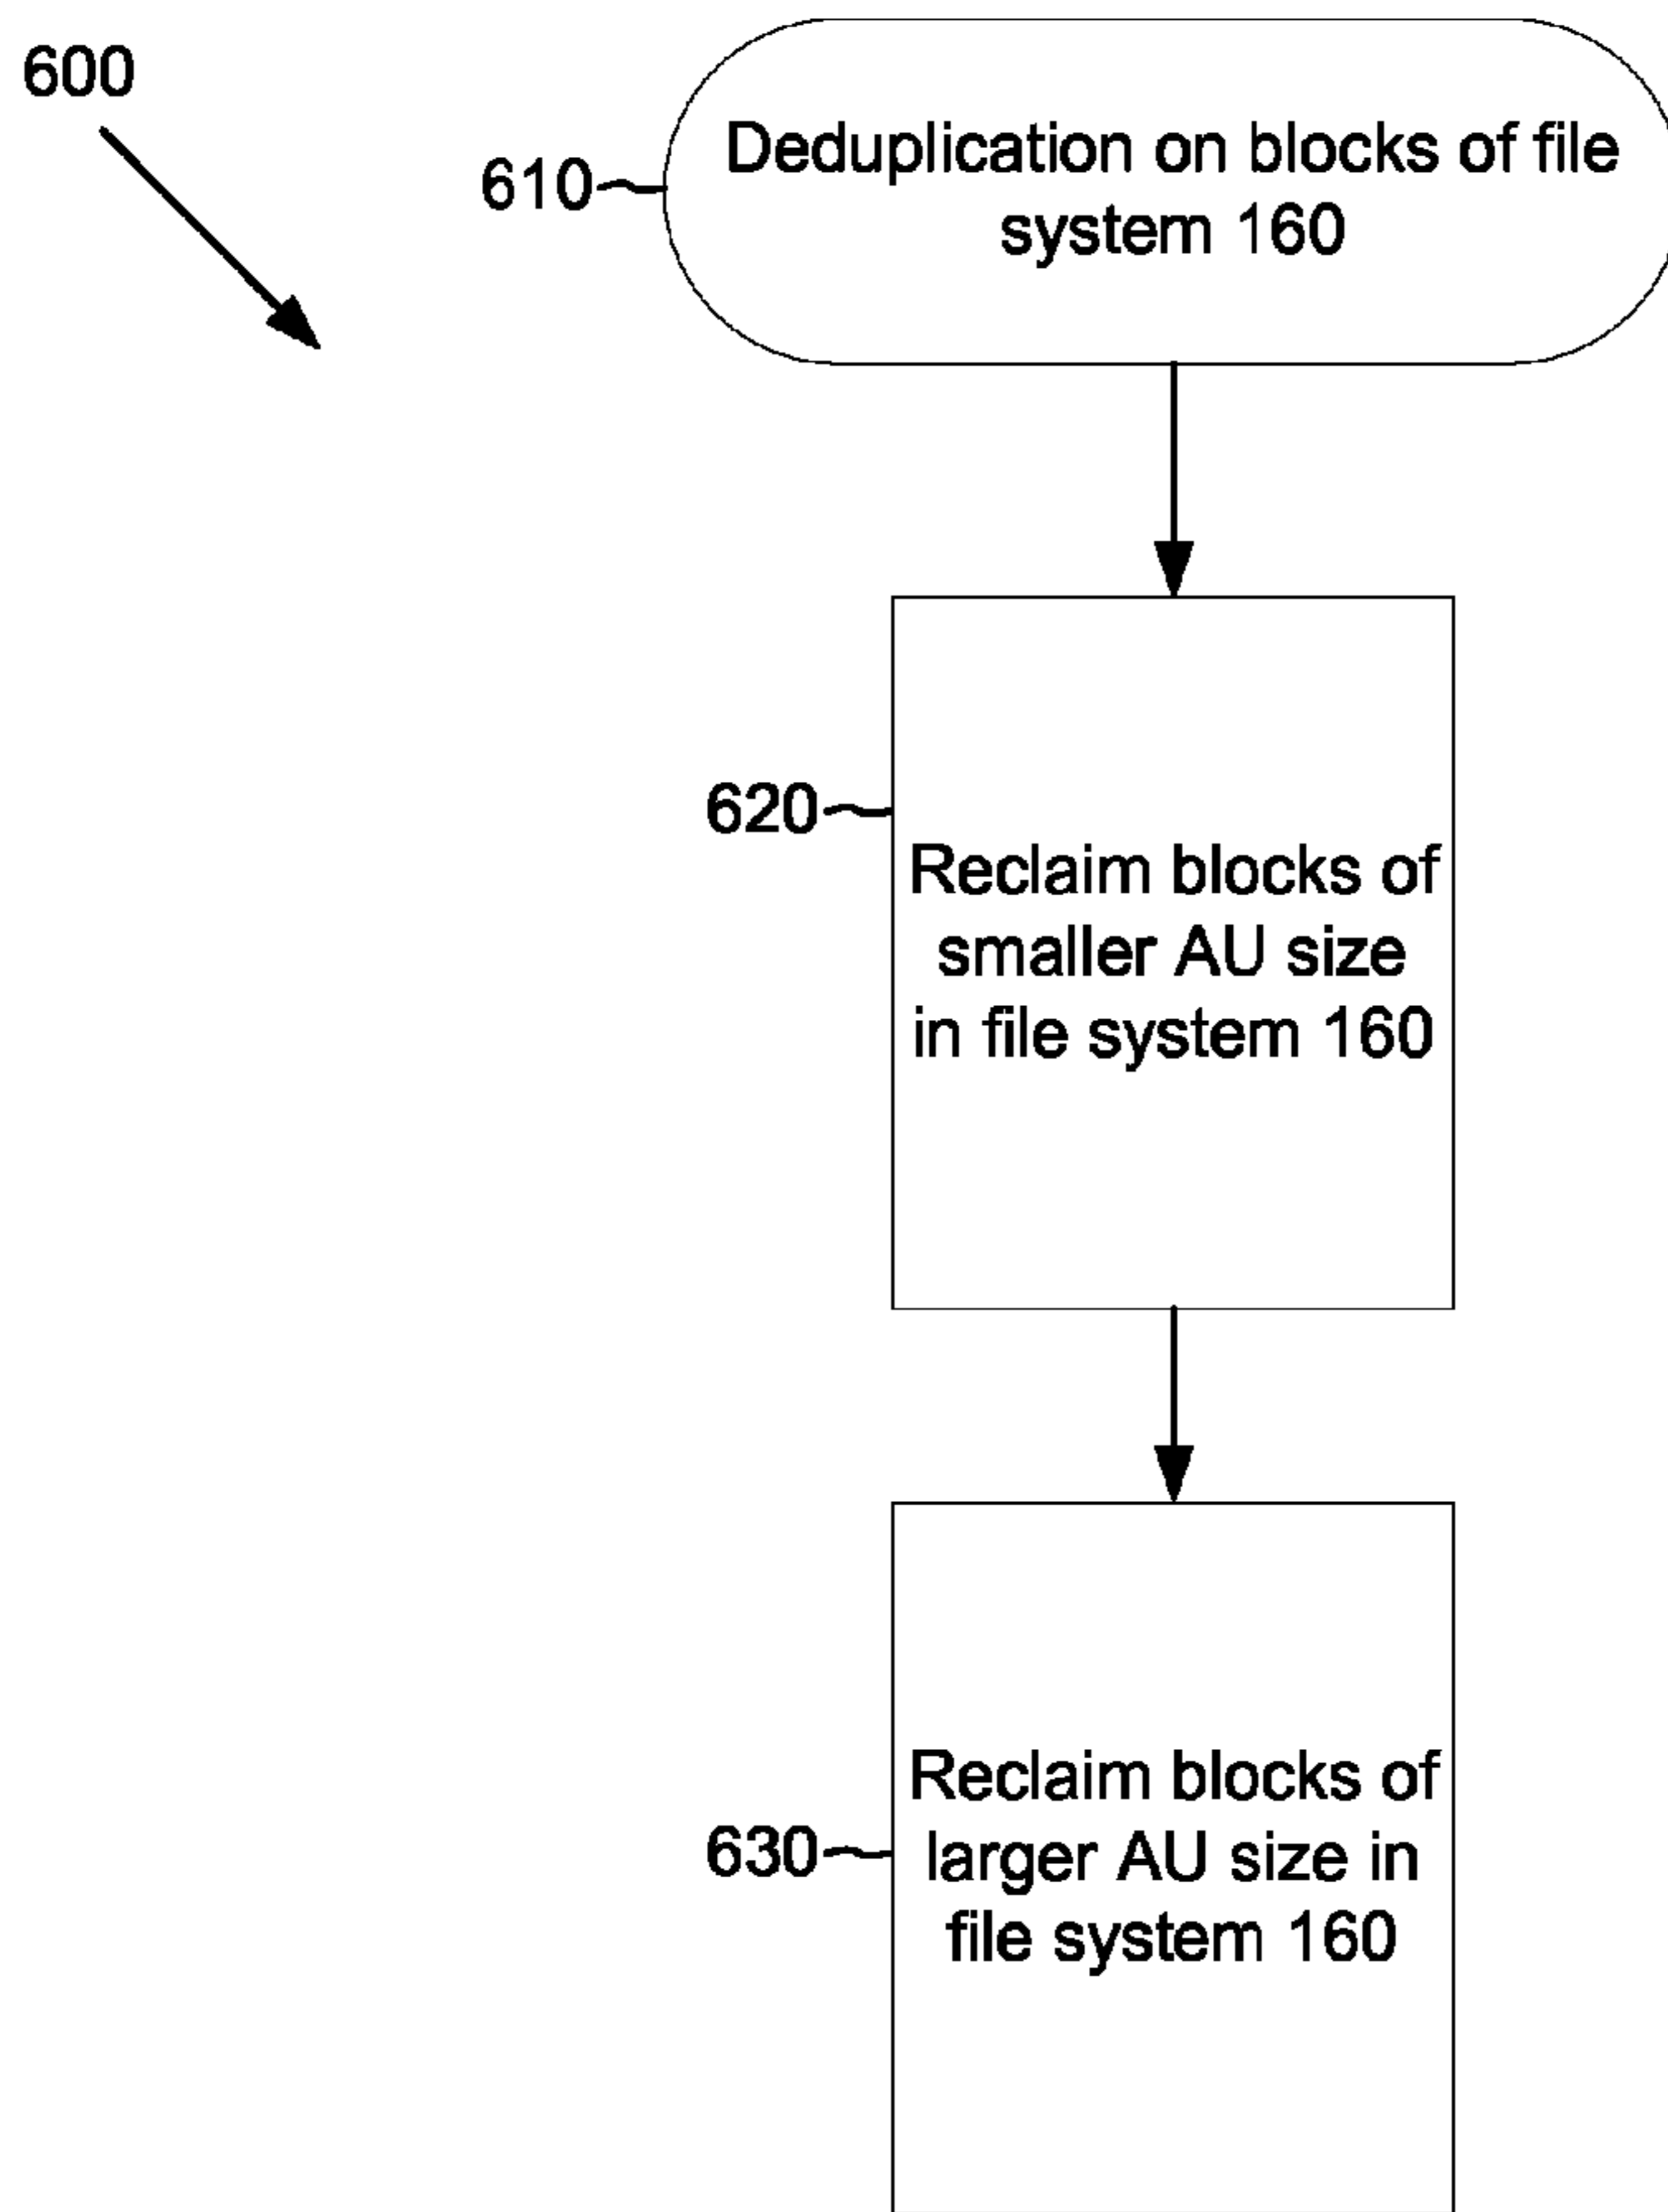 600
610
Deduplication on blocks of file
system 160
620
Reclaim blocks of
smaller AU size
in file system 160
630
Reclaim blocks of
larger AU size in
file system 160